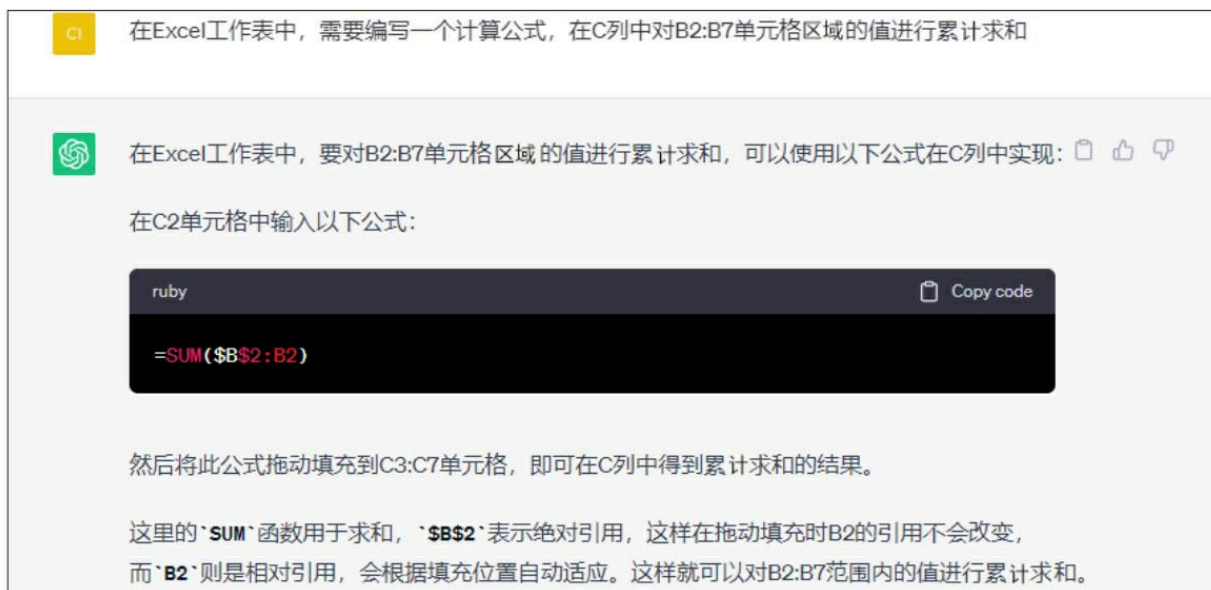 CI
在Excel工作表中，需要编写一个计算公式，在C列中对B2:B7单元格区域的值进行累计求和
在Excel工作表中，要对B2:B7单元格区域的值进行累计求和，可以使用以下公式在C列中实现：
在C2单元格中输入以下公式：
ruby
Copy code
=SUM($B$2:B2)
然后将此公式拖动填充到C3:C7单元格，即可在C列中得到累计求和的结果。
这里的`SUM`函数用于求和，`$B$2`表示绝对引用，这样在拖动填充时B2的引用不会改变，
而`B2`则是相对引用，会根据填充位置自动适应。这样就可以对B2:B7范围内的值进行累计求和。